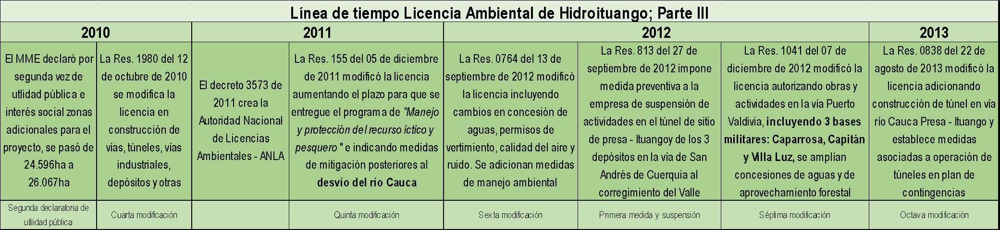 Línea de tiempo Licencia Ambiental de Hidroituango; Parte III
2010
2011
2012
2013
El MME declaró por
segunda vez de
utlidad pública e
interés social zonas
adicionales para el
proyecto, se pasó de
24.596ha a
26.067ha
La Res. 1980 del 12
de octubre de 2010
se modifica la
licencia en
construcción de
vías, túneles, vías
industriales,
depósitos y otras
El decreto 3573 de
2011 crea la
Autoridad Nacional
de Licencias
Ambientales - ANLA
La Res. 155 del 05 de diciembre
de 2011 modificó la licencia
aumentando el plazo para que se
entregue el programa de "Manejo
y protección del recurso íctico y
pesquero " e indicando medidas
de mitigación posteriores al
desvío del río Cauca
La Res. 0764 del 13 de
septiembre de 2012 modificó
la licencia incluyendo
cambios en concesión de
aguas, permisos de
vertimiento, calidad del aire y
ruido. Se adicionan medidas
de manejo ambiental
La Res. 813 del 27 de
septiembre de 2012 impone
medida preventiva a la
empresa de suspensión de
actividades en el túnel de sitio
de presa - Ituangoy de los 3
depósitos en la vía de San
Andrés de Cuerquia al
corregimiento del Valle
La Res. 1041 del 07 de
diciembre de 2012 modificó la
licencia autorizando obras y
actividades en la vía Puerto
Valdivia, incluyendo 3 bases
militares: Caparrosa, Capitán
y Villa Luz, se amplían
concesiones de aguas y de
aprovechamiento forestal
La Res. 0838 del 22 de
agosto de 2013 modificó la
licencia adicionando
construcción de túnel en vía
río Cauca Presa - Ituango y
establece medidas
asociadas a operación de
túneles en plan de
contingencias
Segunda declaratoria de
utilidad pública
Cuarta modificación
Quinta modificación
Sexta modificación
Primera medida y suspensión
Séptima modificación
Octava modificación